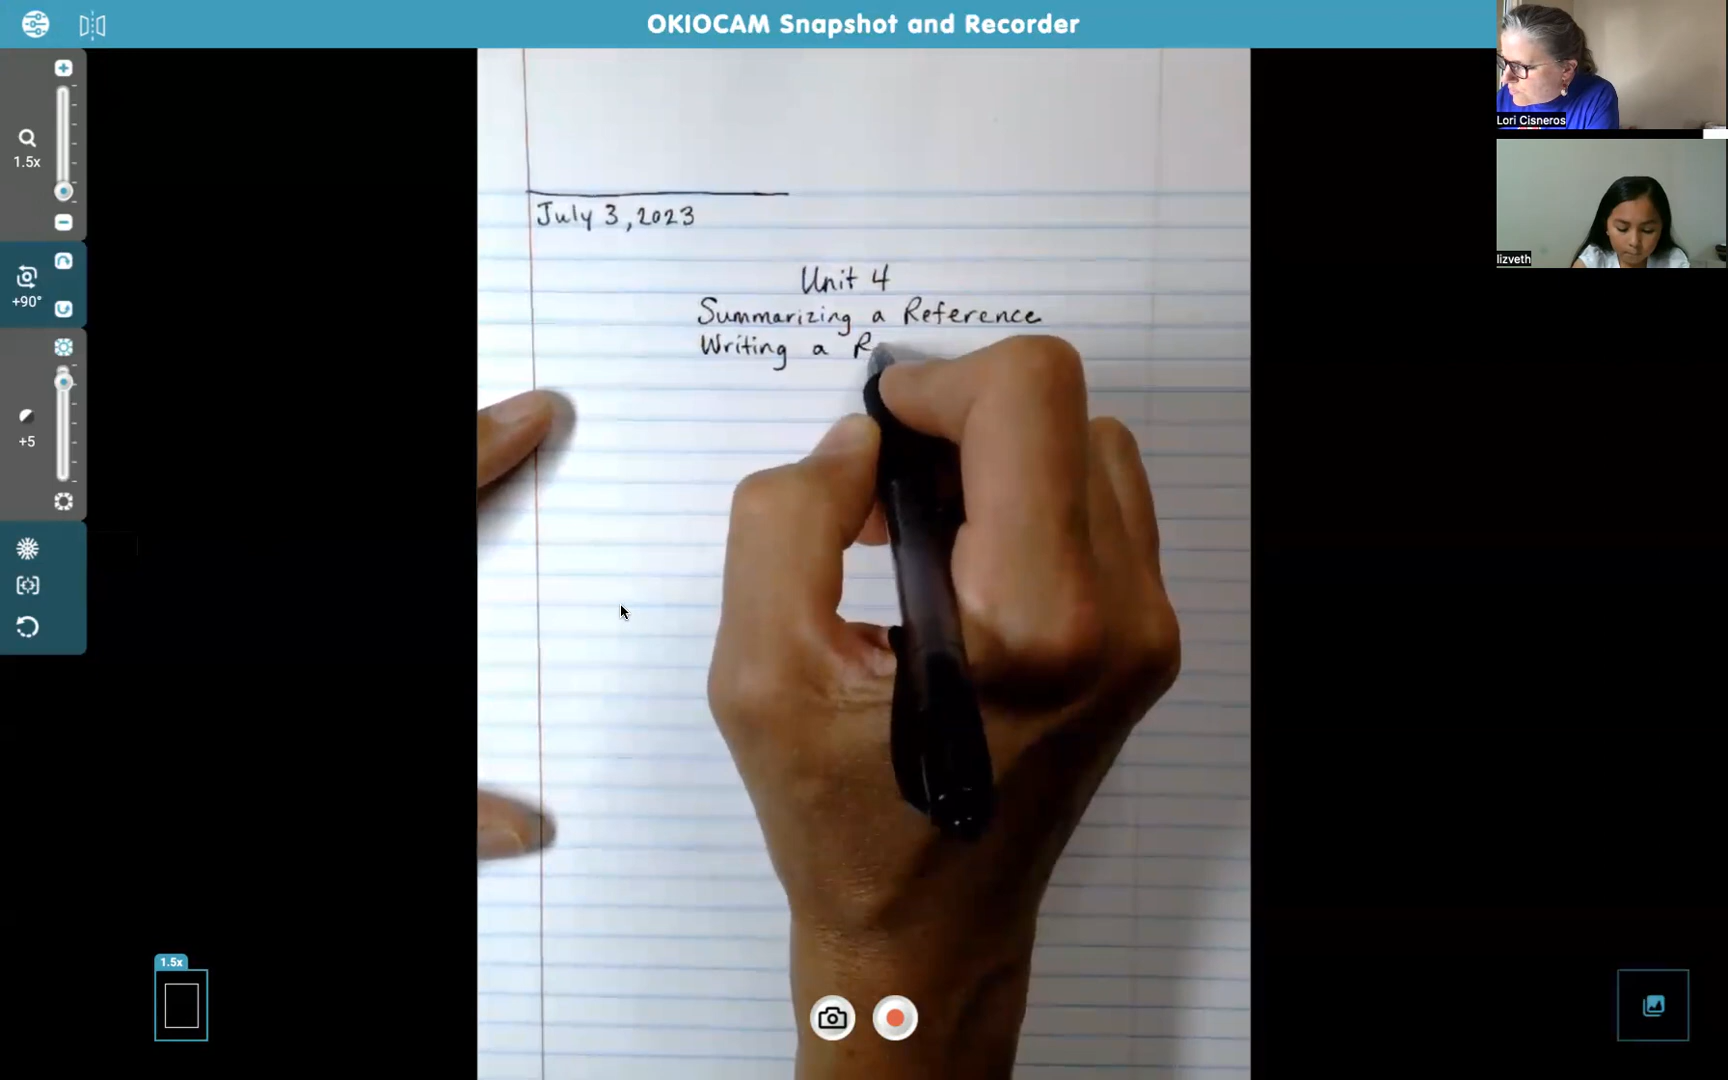 OKIOCAM Snapshot and Recorder
Lori Cisneros
lizveth
1.5x
+90°
+5
July 3, 2023
Unit 4
Summarizing a Reference
Writing a R
1.5x